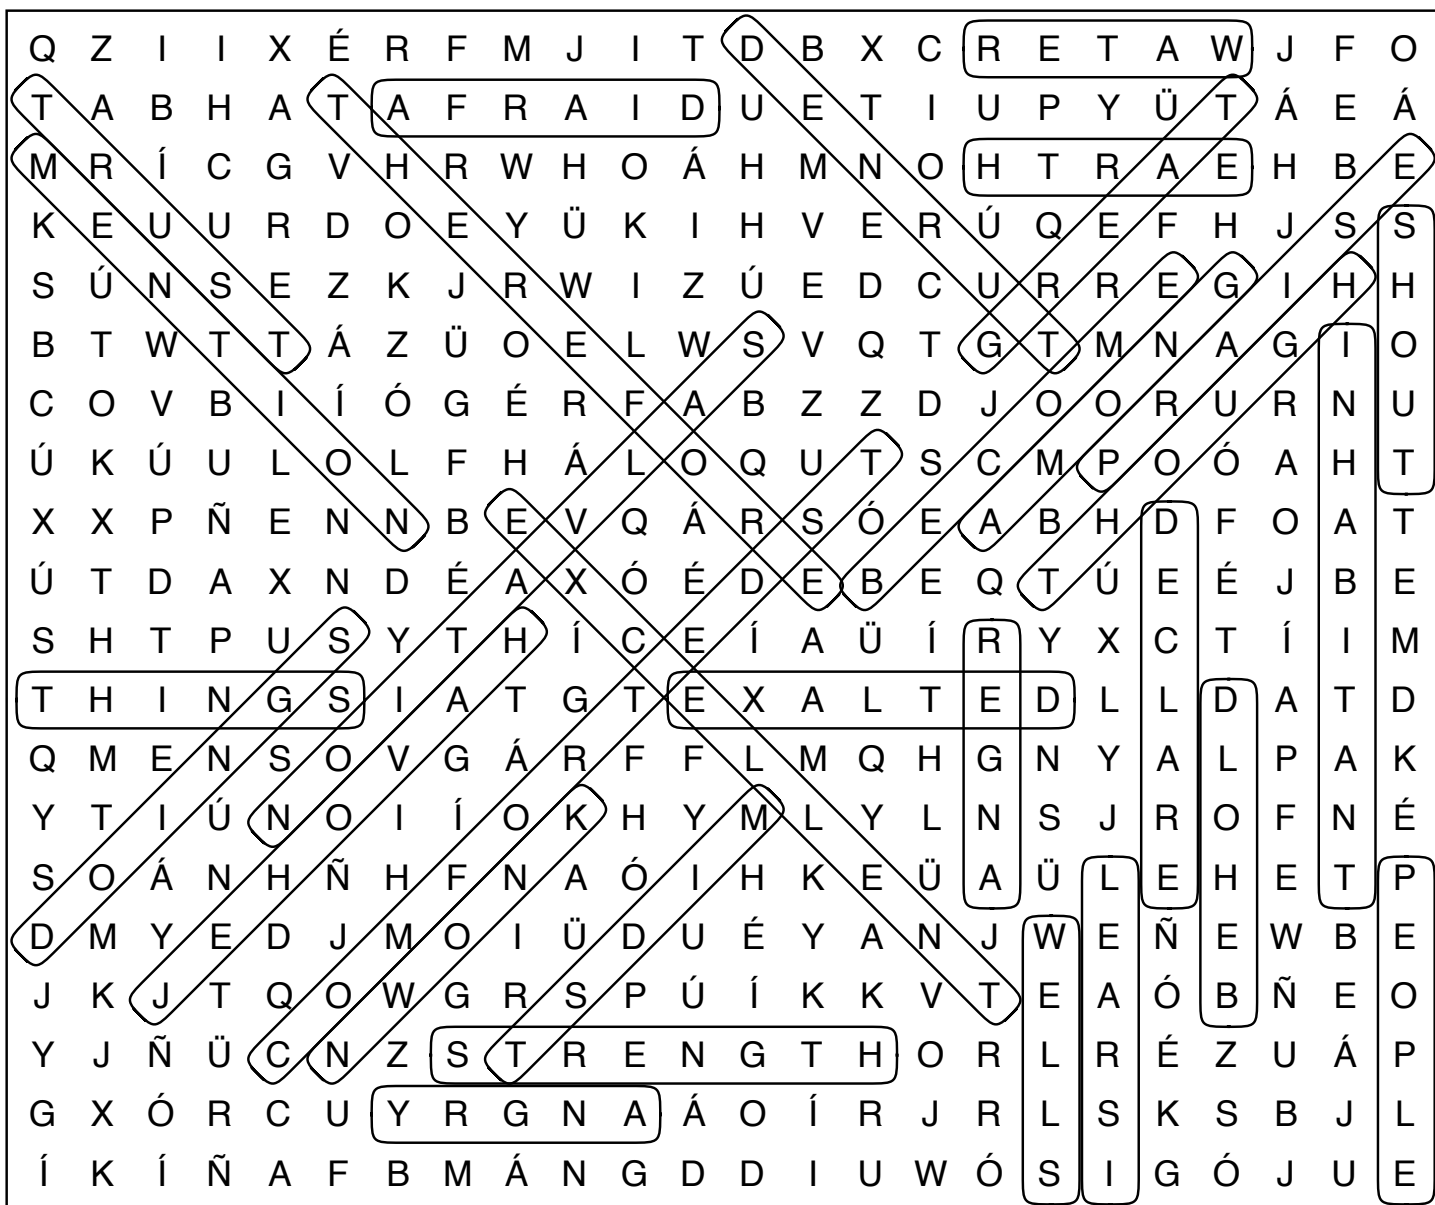 Q Z I I X É R F M J I T D B X C R E T A W J F O
T A B H A T A F R A I D U E T I U P Y Ü T Á E Á
M R Í C G V H R W H O Á H M N O H T R A E H B E
K E U U R D O E Y Ü K I H V E R Ú Q E F H J S S
S Ú N S E Z K J R W I Z Ú E D C U R R E G I H H
B T W T T Á Z Ü O E L W S V Q T G T M N A G I O
C O V B I Í Ó G É R F A B Z Z D J O O R U R N U
Ú K Ú U L O L F H Á L O Q U T S C M P O Ó A H T
X X P Ñ E N N B E V Q Á R S Ó E A B H D F O A T
Ú T D A X N D É A X Ó É D E B E Q T Ú E É J B E
S H T P U S Y T H Í C E Í A Ü Í R Y X C T Í I M
T H I N G S I A T G T E X A L T E D L L D A T D
Q M E N S O V G Á R F F L M Q H G N Y A L P A K
Y T I Ú N O I Í O K H Y M L Y L N S J R O F N É
S O Á N H Ñ H F N A Ó I H K E Ü A Ü L E H E T P
D M Y E D J M O I Ü D U É Y A N J W E Ñ E W B E
J K J T Q O W G R S P Ú Í K K V T E A Ó B Ñ E O
Y J Ñ Ü C N Z S T R E N G T H O R L R É Z U Á P
G X Ó R C U Y R G N A Á O Í R J R L S K S B J L
Í K Í Ñ A F B M Á N G D D I U W Ó S I G Ó J U E